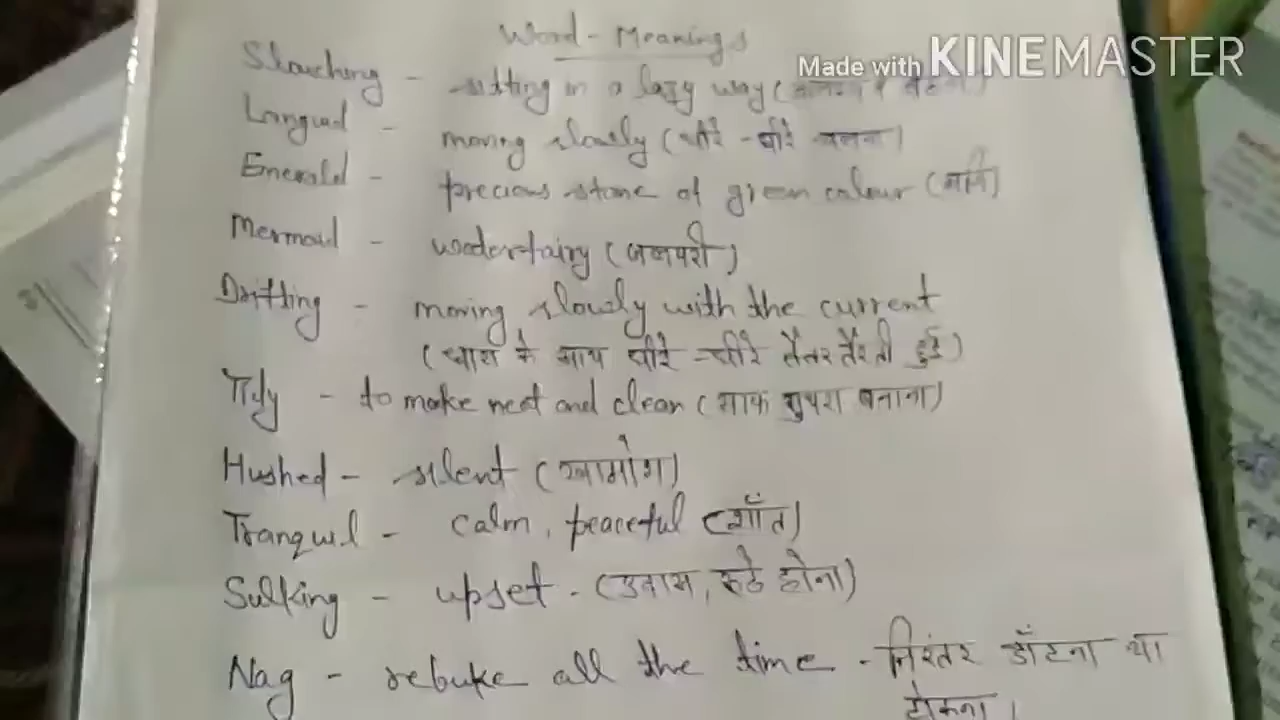 Word-Meanings
Made with KINEMASTER
Slouching - sitting in a lazy way (
Languid - moving slowly (धीरे-धीरे चलना)
Emerald - precious stone of green colour (
Mermaid - waterfairy (जलपरी)
Drifting - moving slowly with the current
(धारा के साथ धीरे-धीरे तैरती हुई)
Tidy - to make neat and clean (साफ सुथरा बनाना)
Hushed - silent (खामोश)
Tranquil - calm, peaceful (शाँत)
Sulking - upset - (उदास, रूठे होना)
Nag - rebuke all the time - निरंतर डाँटना या
टोकना।